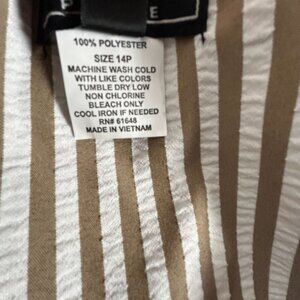 100% POLYESTER
SIZE 14P
MACHINE WASH COLD
WITH LIKE COLORS
TUMBLE DRY LOW
NON CHLORINE
BLEACH ONLY
COOL IRON IF NEEDED
RN# 61648
MADE IN VIETNAM